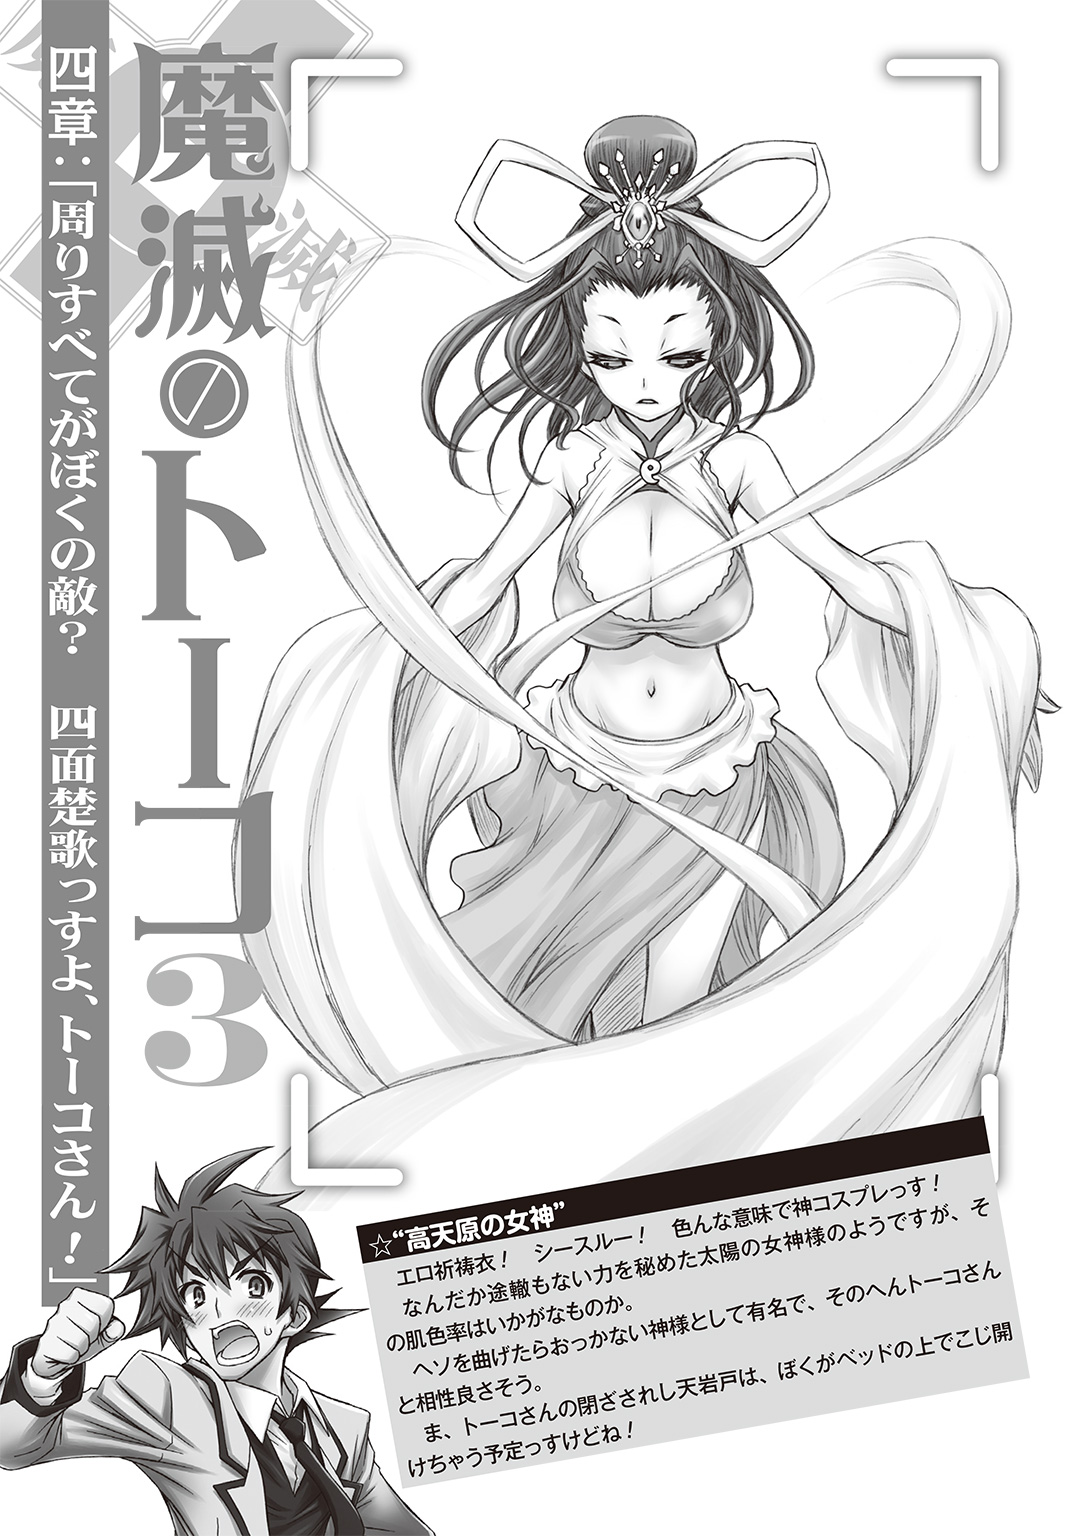 魔滅のトーコ3
四章:「周りすべてがぼくの敵? 四面楚歌っすよ、トーコさん!」
滅
☆“高天原の女神”
エロ祈祷衣! シースルー! 色んな意味で神コスプレっす!
なんだか途轍もない力を秘めた太陽の女神様のようですが、そ
の肌色率はいかがなものか。
ヘソを曲げたらおっかない神様として有名で、そのへんトーコさん
と相性良さそう。
ま、トーコさんの閉ざされし天岩戸は、ぼくがベッドの上でこじ開
けちゃう予定っすけどね!